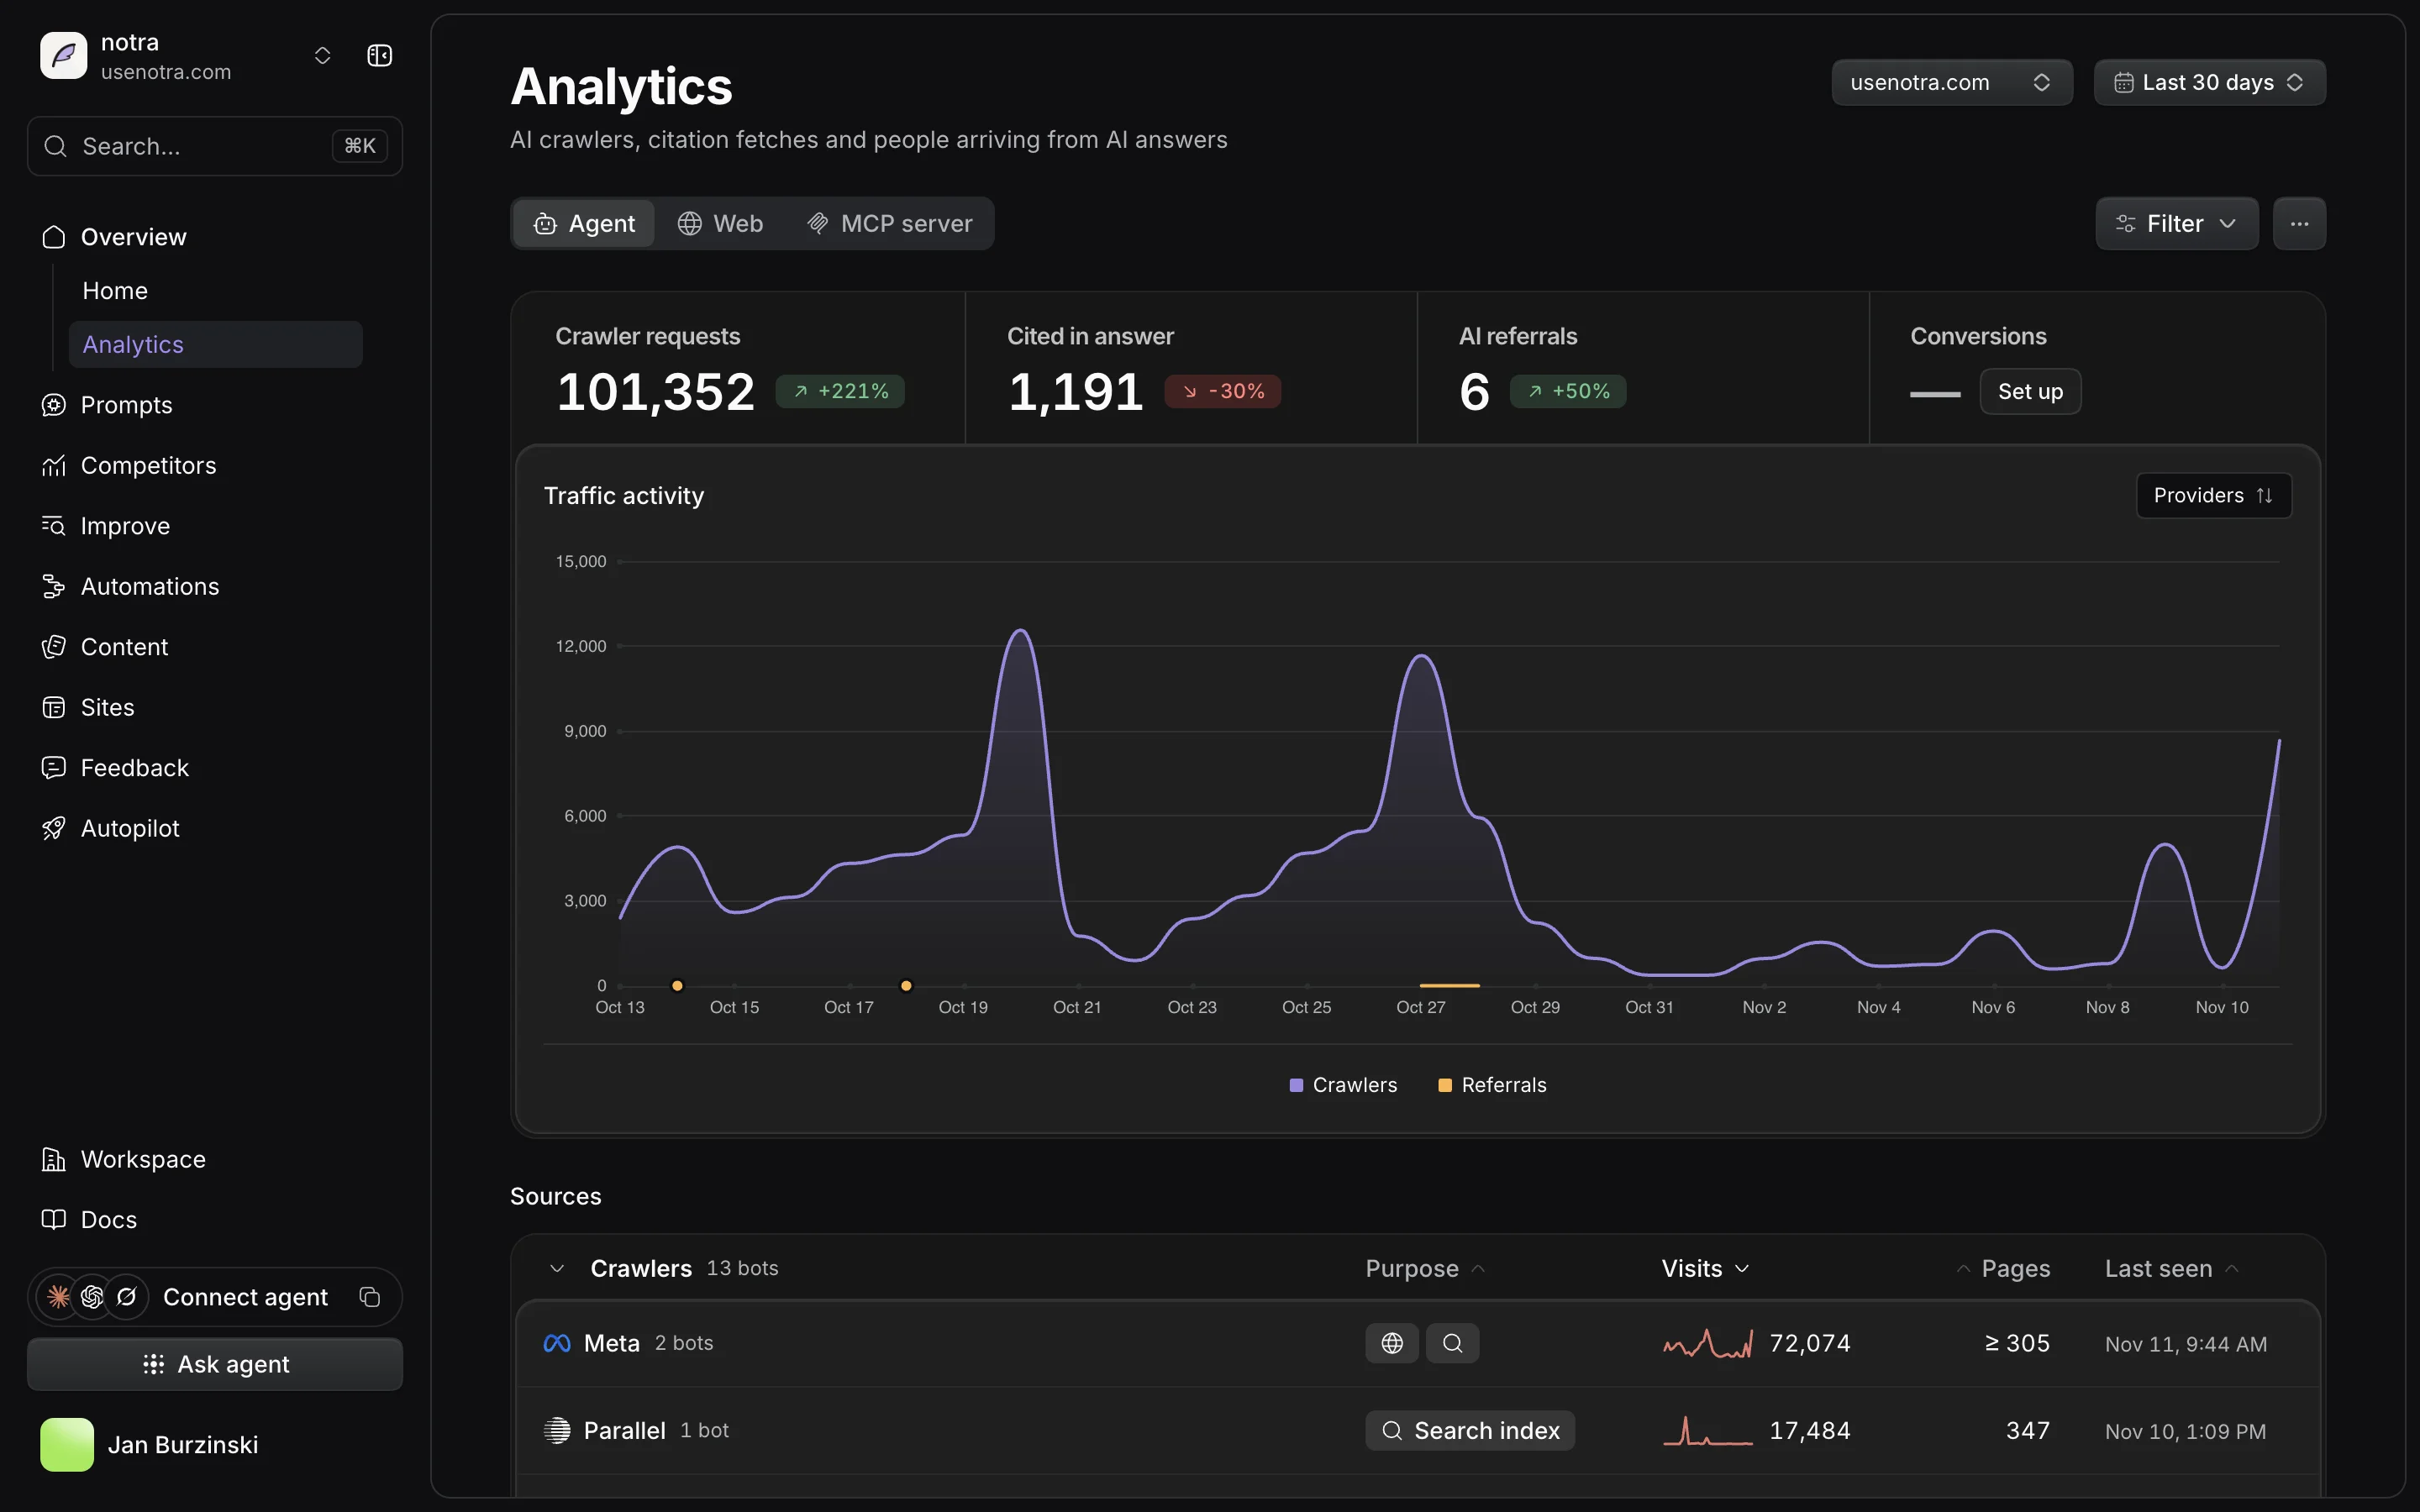 notra
usenotra.com
Search...
⌘K
Overview
Home
Analytics
Prompts
Competitors
Improve
Automations
Content
Sites
Feedback
Autopilot
Workspace
Docs
Connect agent
Ask agent
Jan Burzinski
Analytics
AI crawlers, citation fetches and people arriving from AI answers
usenotra.com
Last 30 days
Agent
Web
MCP server
Filter
Crawler requests
101,352 +221%
Cited in answer
1,191 -30%
AI referrals
6 +50%
Conversions
— Set up
Traffic activity
Providers
15,000
12,000
9,000
6,000
3,000
0
Oct 13 Oct 15 Oct 17 Oct 19 Oct 21 Oct 23 Oct 25 Oct 27 Oct 29 Oct 31 Nov 2 Nov 4 Nov 6 Nov 8 Nov 10
Crawlers Referrals
Sources
Crawlers 13 bots Purpose Visits Pages Last seen
Meta 2 bots 72,074 ≥ 305 Nov 11, 9:44 AM
Parallel 1 bot Search index 17,484 347 Nov 10, 1:09 PM